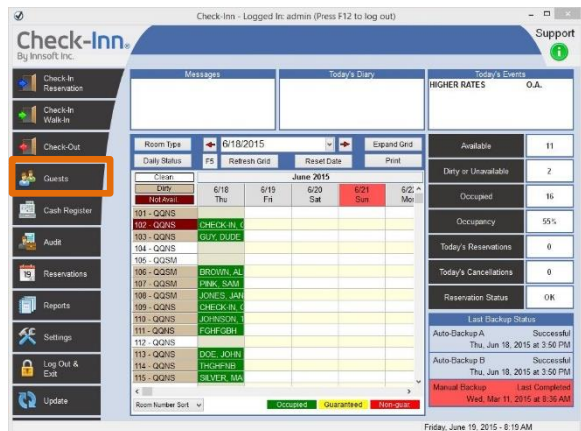 Check-Inn - Logged In: admin (Press F12 to log out)
Check-Inn®
By Innsoft Inc.
Support
Check-In
Reservation
Check-In
Walk-In
Check-Out
Guests
Cash Register
Audit
19
Reservations
Reports
Settings
Log Out &
Exit
Update
Messages
Today's Diary
Today's Events
HIGHER RATES O.A.
Room Type
6/18/2015
Expand Grid
Daily Status
F5
Refresh Grid
Reset Date
Print
Clean
June 2015
Dirty
6/18 6/19 6/20 6/21 6/22
Not Avail.
Thu Fri Sat Sun Mon
101 - QQNS
102 - QQNS CHECK-IN, C
103 - QQNS GUY, DUDE
104 - QQNS
105 - QQSM
106 - QQSM BROWN, AL
107 - QQSM PINK, SAM
108 - QQSM JONES, JAN
109 - QQNS CHECK-IN, C
110 - QQNS JOHNSON, T
111 - QQNS FGHFGBH
112 - QQNS
113 - QQNS DOE, JOHN
114 - QQNS THGHFNB
115 - QQNS SILVER, MA
Room Number Sort
Occupied Guaranteed Non-guar.
Available 11
Dirty or Unavailable 2
Occupied 16
Occupancy 55%
Today's Reservations 0
Today's Cancellations 0
Reservation Status OK
Last Backup Status
Auto-Backup A Successful
Thu, Jun 18, 2015 at 3:50 PM
Auto-Backup B Successful
Thu, Jun 18, 2015 at 3:50 PM
Manual Backup Last Completed
Wed, Mar 11, 2015 at 8:36 AM
Friday, June 19, 2015 - 8:19 AM